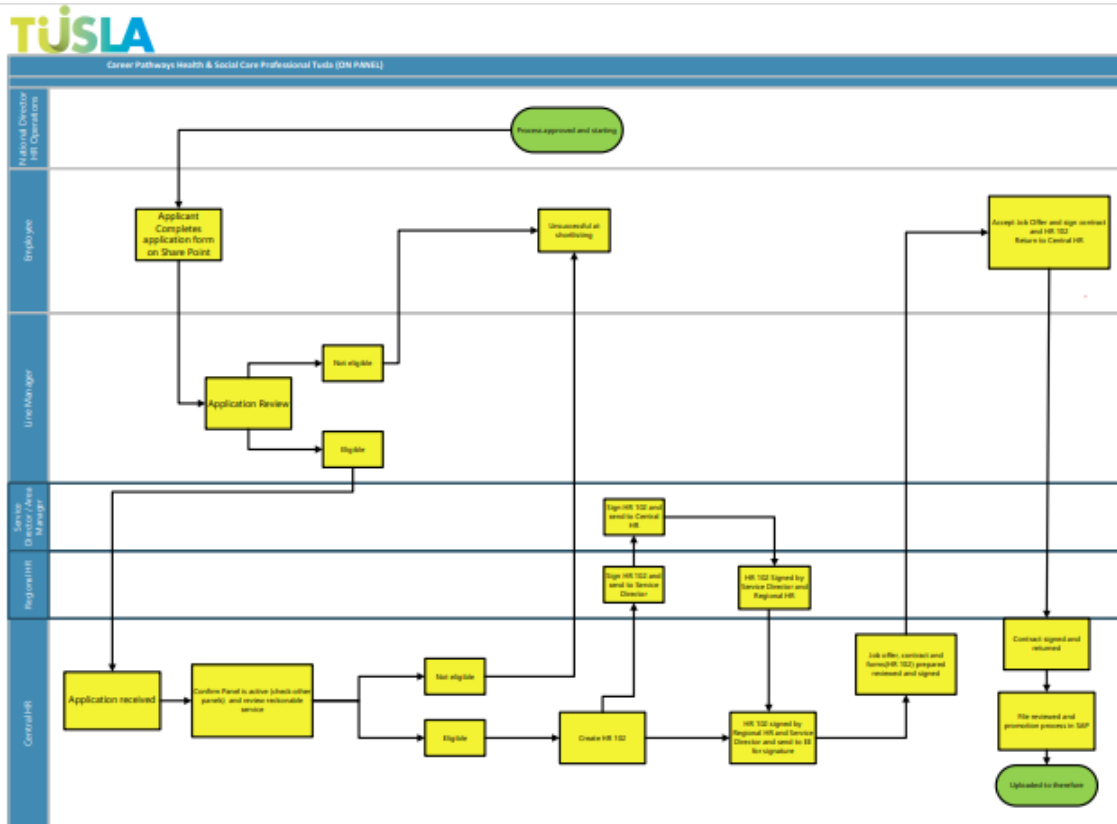 TUSLA
Career Pathways Health & Social Care Professional Tusla (ON PANEL)
National Director
HR Operations
Process approved and starting
Employee
Applicant
Completes
application form
on Share Point
Unsuccessful at
shortlisting
Accept Job Offer and sign contract
and HR 102
Return to Central HR
Line Manager
Not eligible
Application Review
Eligible
Service
Director / Area
Manager
Sign HR 102 and
send to Central
HR
Regional HR
Sign HR 102 and
send to Service
Director
HR 102 Signed by
Service Director and
Regional HR
Central HR
Application received
Confirm Panel is active (check other
panels) and review reckonable
service
Not eligible
Eligible
Create HR 102
HR 102 signed by
Regional HR and Service
Director and send to EE
for signature
Job offer, contract and
forms(HR 102) prepared
reviewed and signed
Contract signed and
returned
File reviewed and
promotion process in SAP
Uploaded to therefore